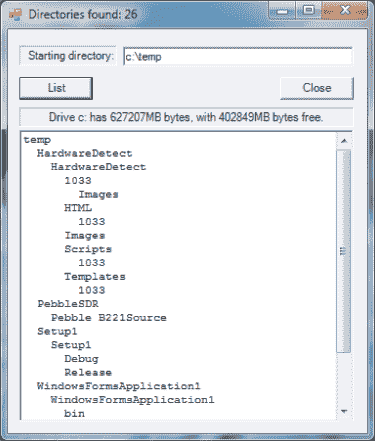 Directories found: 26
Starting directory: c:\temp
List Close
Drive c: has 627207MB bytes, with 402849MB bytes free.
temp
  HardwareDetect
    HardwareDetect
      1033
        Images
      HTML
        1033
      Images
      Scripts
        1033
      Templates
        1033
  PebbleSDR
    Pebble B221Source
  Setup1
    Setup1
      Debug
      Release
  WindowsFormsApplication1
    WindowsFormsApplication1
      bin